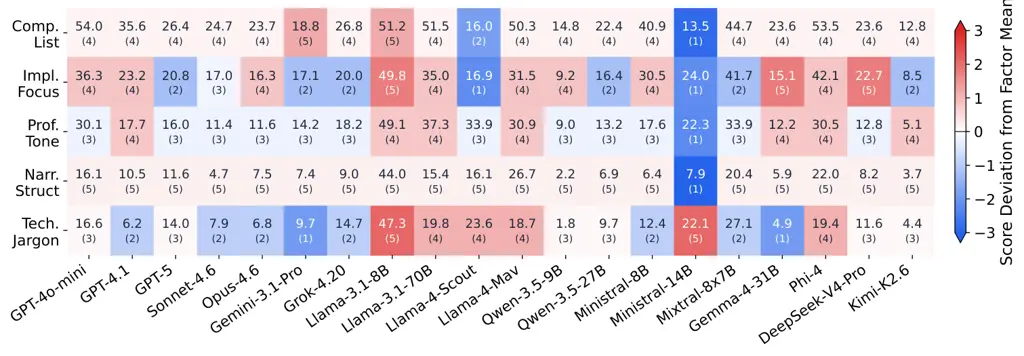 Comp. List
54.0 35.6 26.4 24.7 23.7 18.8 26.8 51.2 51.5 16.0 50.3 14.8 22.4 40.9 13.5 44.7 23.6 53.5 23.6 12.8
(4) (4) (4) (4) (4) (5) (4) (5) (4) (2) (4) (4) (4) (4) (1) (4) (4) (4) (4) (4)
Impl. Focus
36.3 23.2 20.8 17.0 16.3 17.1 20.0 49.8 35.0 16.9 31.5 9.2 16.4 30.5 24.0 41.7 15.1 42.1 22.7 8.5
(4) (4) (2) (3) (4) (2) (2) (5) (4) (1) (4) (4) (2) (4) (1) (2) (5) (4) (5) (2)
Prof. Tone
30.1 17.7 16.0 11.4 11.6 14.2 18.2 49.1 37.3 33.9 30.9 9.0 13.2 17.6 22.3 33.9 12.2 30.5 12.8 5.1
(3) (4) (3) (3) (3) (3) (3) (4) (4) (3) (4) (3) (3) (3) (1) (3) (4) (4) (3) (4)
Narr. Struct
16.1 10.5 11.6 4.7 7.5 7.4 9.0 44.0 15.4 16.1 26.7 2.2 6.9 6.4 7.9 20.4 5.9 22.0 8.2 3.7
(5) (5) (5) (5) (5) (5) (5) (5) (5) (5) (5) (5) (5) (5) (1) (5) (5) (5) (5) (5)
Tech. Jargon
16.6 6.2 14.0 7.9 6.8 9.7 14.7 47.3 19.8 23.6 18.7 1.8 9.7 12.4 22.1 27.1 4.9 19.4 11.6 4.4
(3) (2) (3) (2) (2) (1) (2) (5) (4) (4) (4) (3) (3) (2) (5) (2) (1) (4) (3) (3)
GPT-4o-mini
GPT-4.1
GPT-5
Sonnet-4.6
Opus-4.6
Gemini-3.1-Pro
Grok-4.20
Llama-3.1-8B
Llama-3.1-70B
Llama-4-Scout
Llama-4-Mav
Qwen-3.5-9B
Qwen-3.5-27B
Ministral-8B
Ministral-14B
Mixtral-8x7B
Gemma-4-31B
Phi-4
DeepSeek-V4-Pro
Kimi-K2.6
3
2
1
0
−1
−2
−3
Score Deviation from Factor Mean